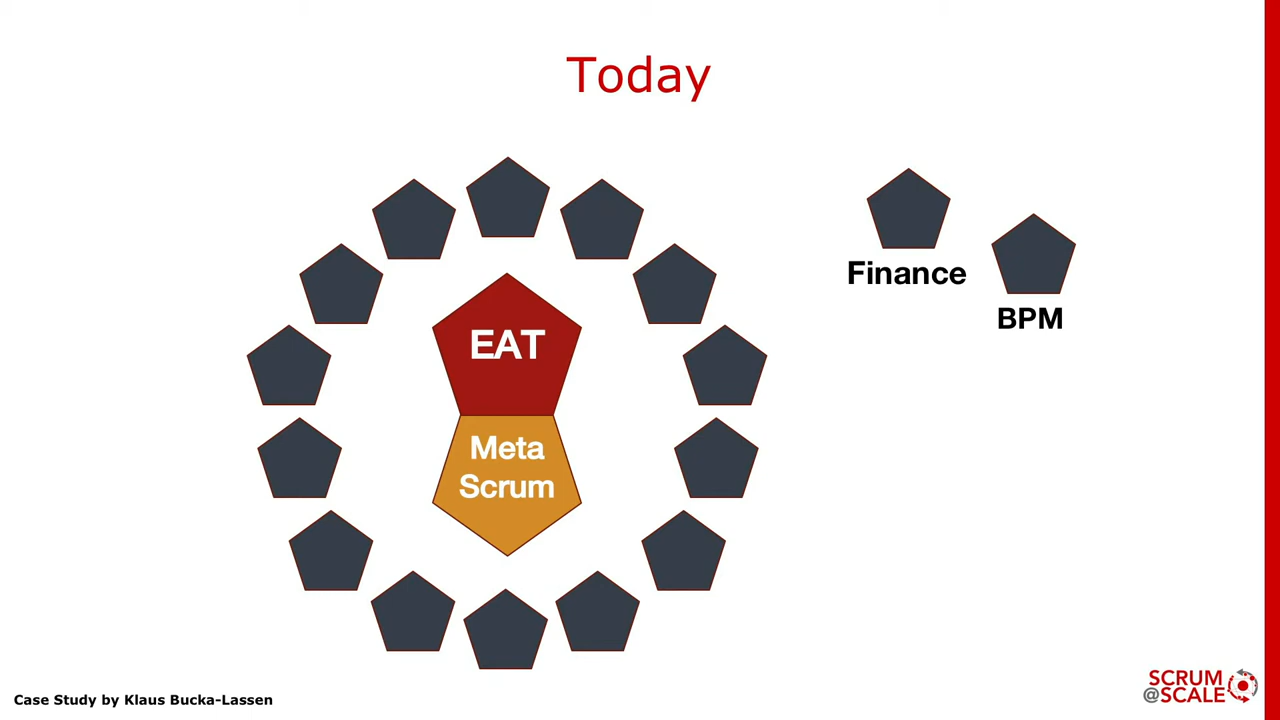 Today
EAT
Meta
Scrum
Finance
BPM
Case Study by Klaus Bucka-Lassen
SCRUM
@SCALE